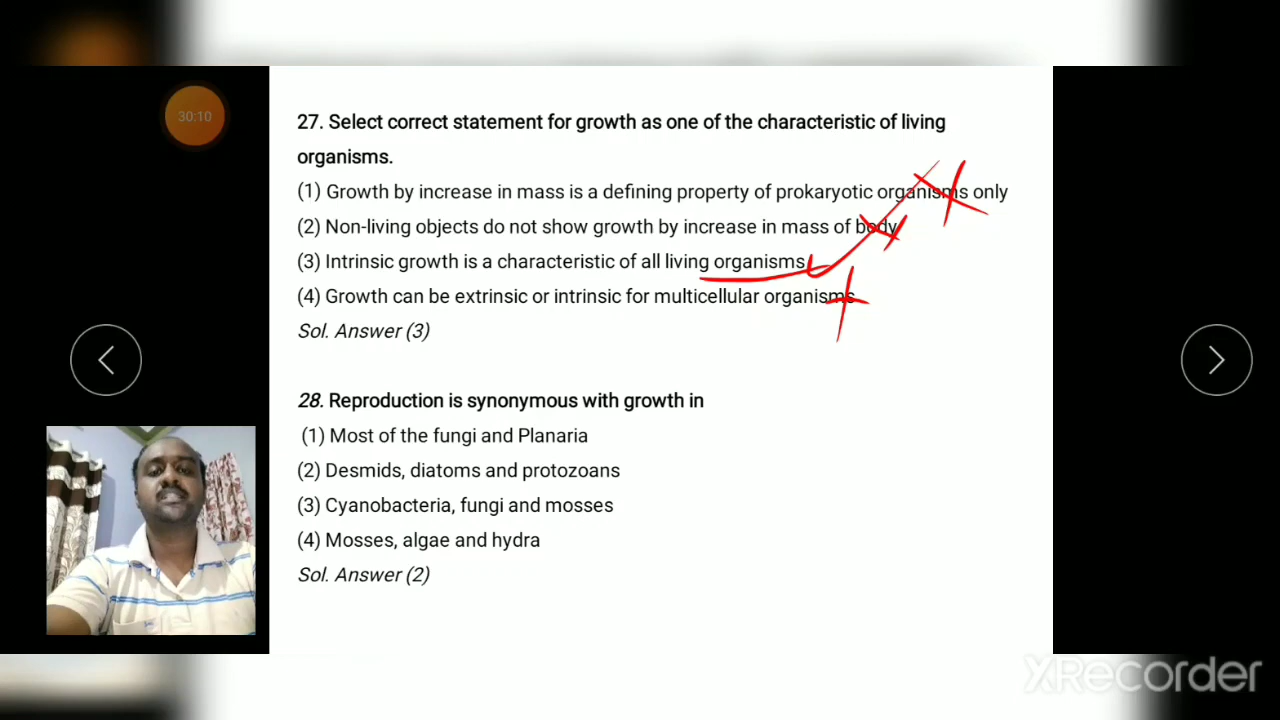 30:10
27. Select correct statement for growth as one of the characteristic of living
organisms.
(1) Growth by increase in mass is a defining property of prokaryotic organisms only
(2) Non-living objects do not show growth by increase in mass of body
(3) Intrinsic growth is a characteristic of all living organisms
(4) Growth can be extrinsic or intrinsic for multicellular organisms
Sol. Answer (3)
28. Reproduction is synonymous with growth in
(1) Most of the fungi and Planaria
(2) Desmids, diatoms and protozoans
(3) Cyanobacteria, fungi and mosses
(4) Mosses, algae and hydra
Sol. Answer (2)
XRecorder